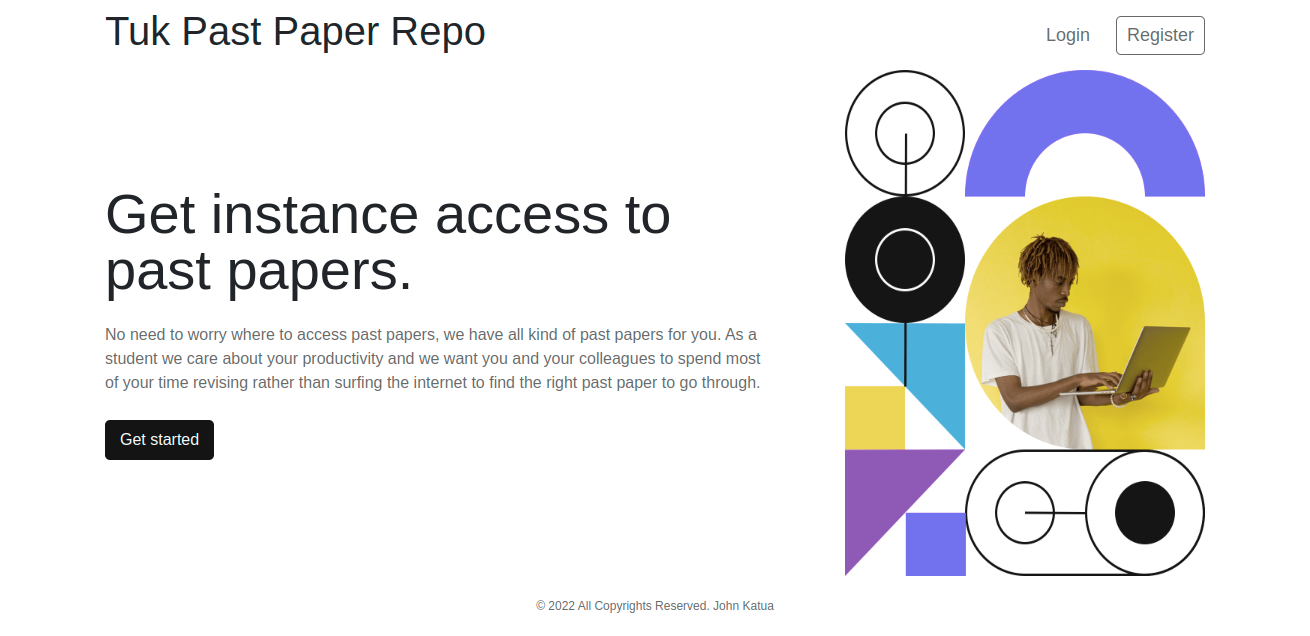 Tuk Past Paper Repo
Login
Register
Get instance access to
past papers.
No need to worry where to access past papers, we have all kind of past papers for you. As a
student we care about your productivity and we want you and your colleagues to spend most
of your time revising rather than surfing the internet to find the right past paper to go through.
Get started
© 2022 All Copyrights Reserved. John Katua